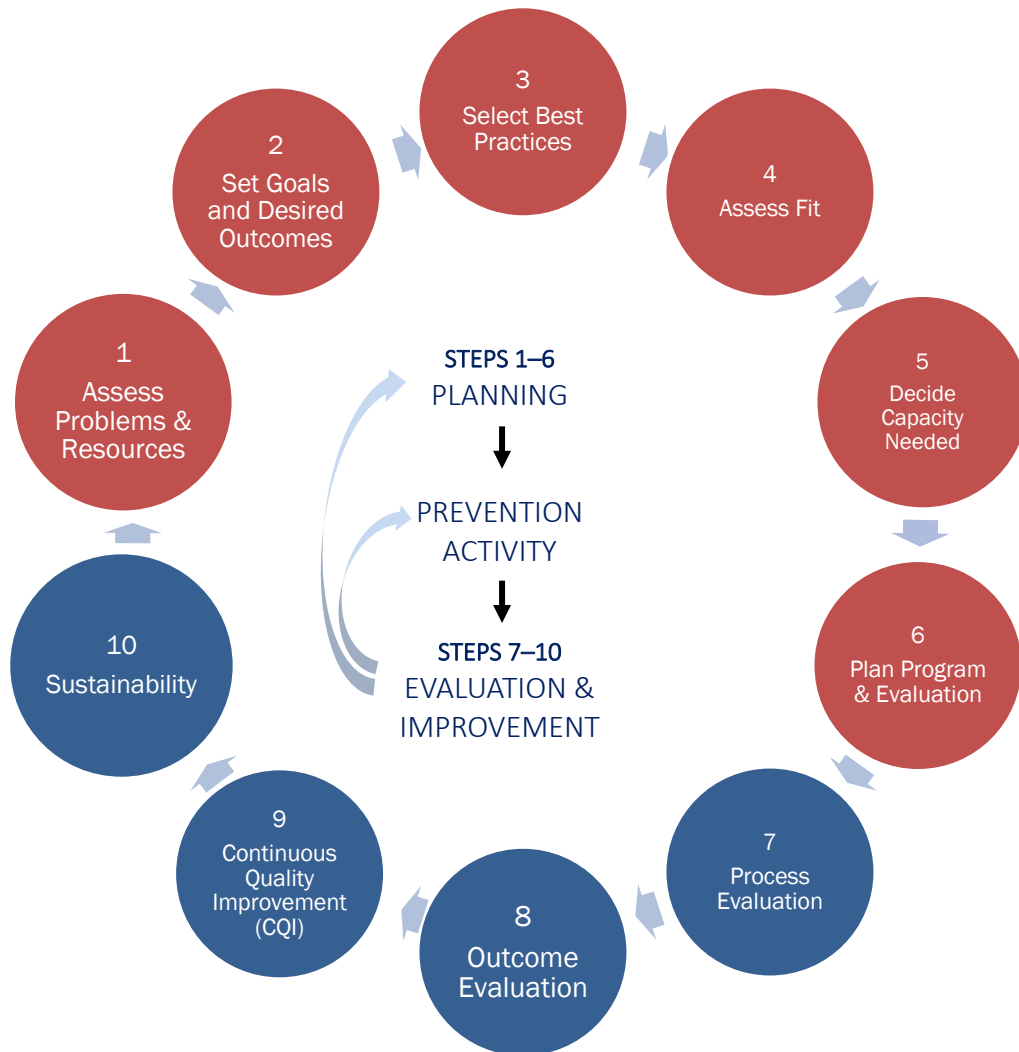 1
Assess
Problems &
Resources
2
Set Goals
and Desired
Outcomes
3
Select Best
Practices
4
Assess Fit
5
Decide
Capacity
Needed
6
Plan Program
& Evaluation
7
Process
Evaluation
8
Outcome
Evaluation
9
Continuous
Quality
Improvement
(CQI)
10
Sustainability
STEPS 1–6
PLANNING
PREVENTION
ACTIVITY
STEPS 7–10
EVALUATION &
IMPROVEMENT